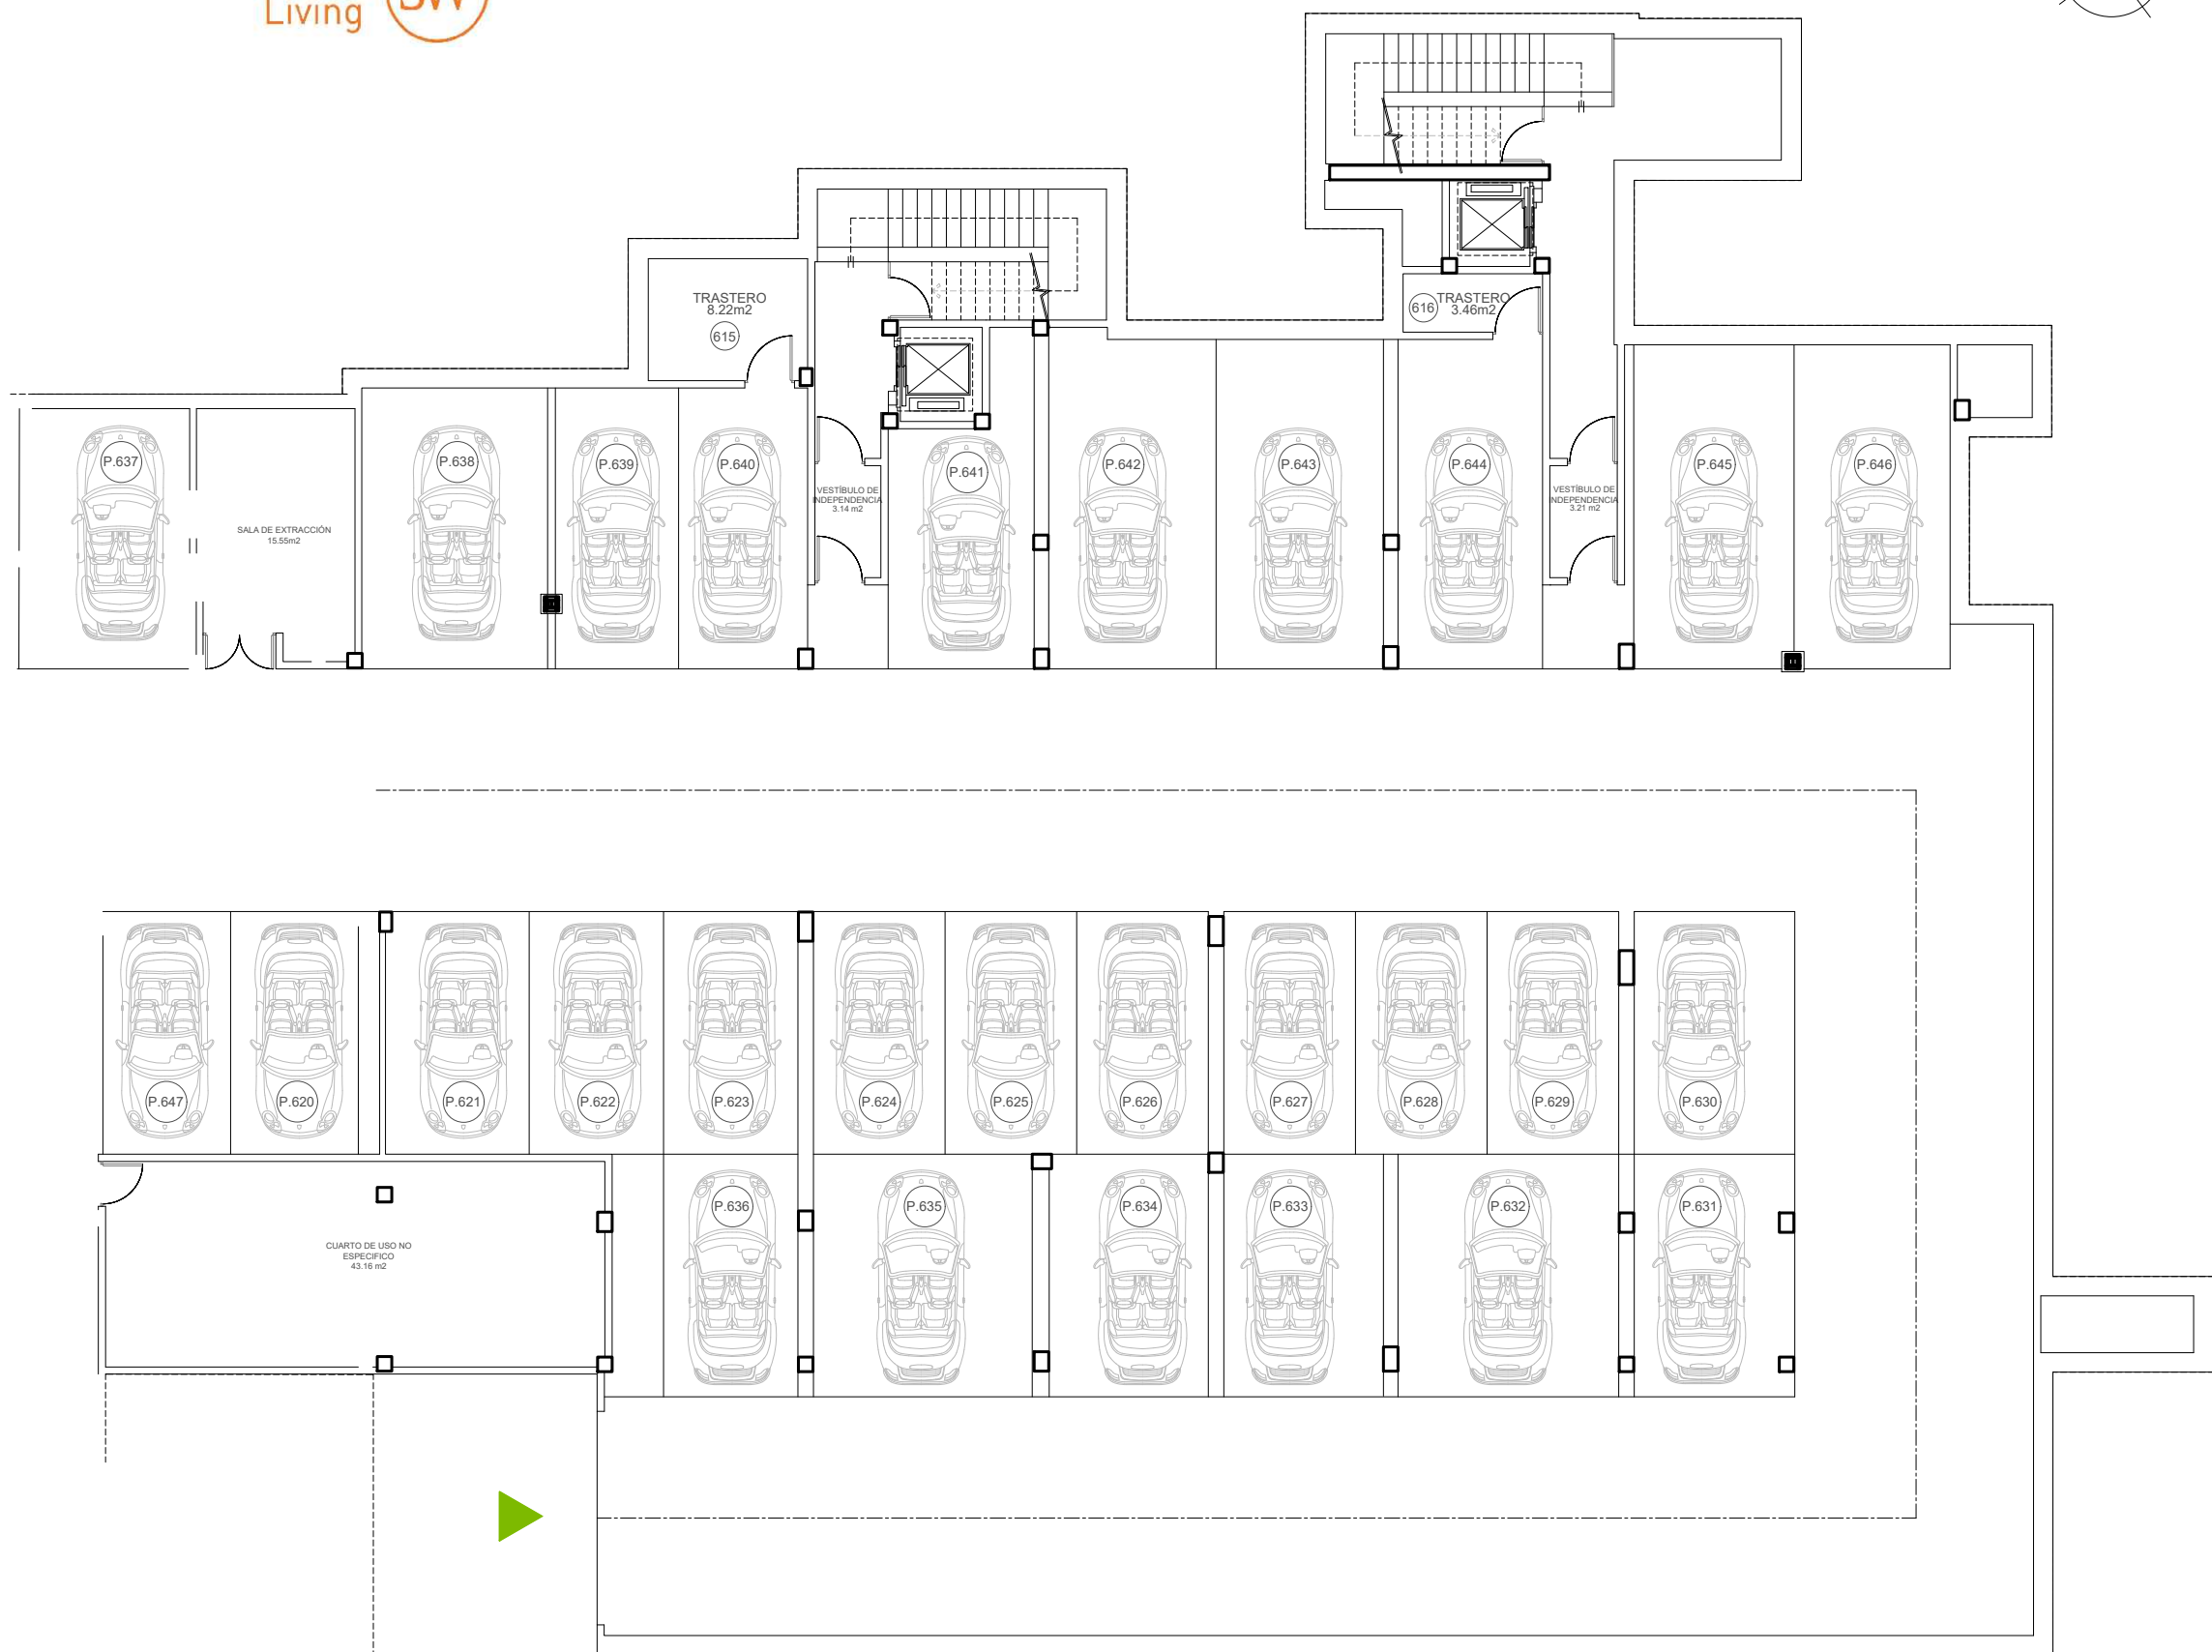 Living
TRASTERO
8.22m2
615
616
TRASTERO
3.46m2
P.637
P.638
P.639
P.640
P.641
P.642
P.643
P.644
P.645
P.646
SALA DE EXTRACCIÓN
15.55m2
VESTÍBULO DE
INDEPENDENCIA
3.14 m2
VESTÍBULO DE
INDEPENDENCIA
3.21 m2
P.647
P.620
P.621
P.622
P.623
P.624
P.625
P.626
P.627
P.628
P.629
P.630
P.636
P.635
P.634
P.633
P.632
P.631
CUARTO DE USO NO
ESPECIFICO
43.16 m2